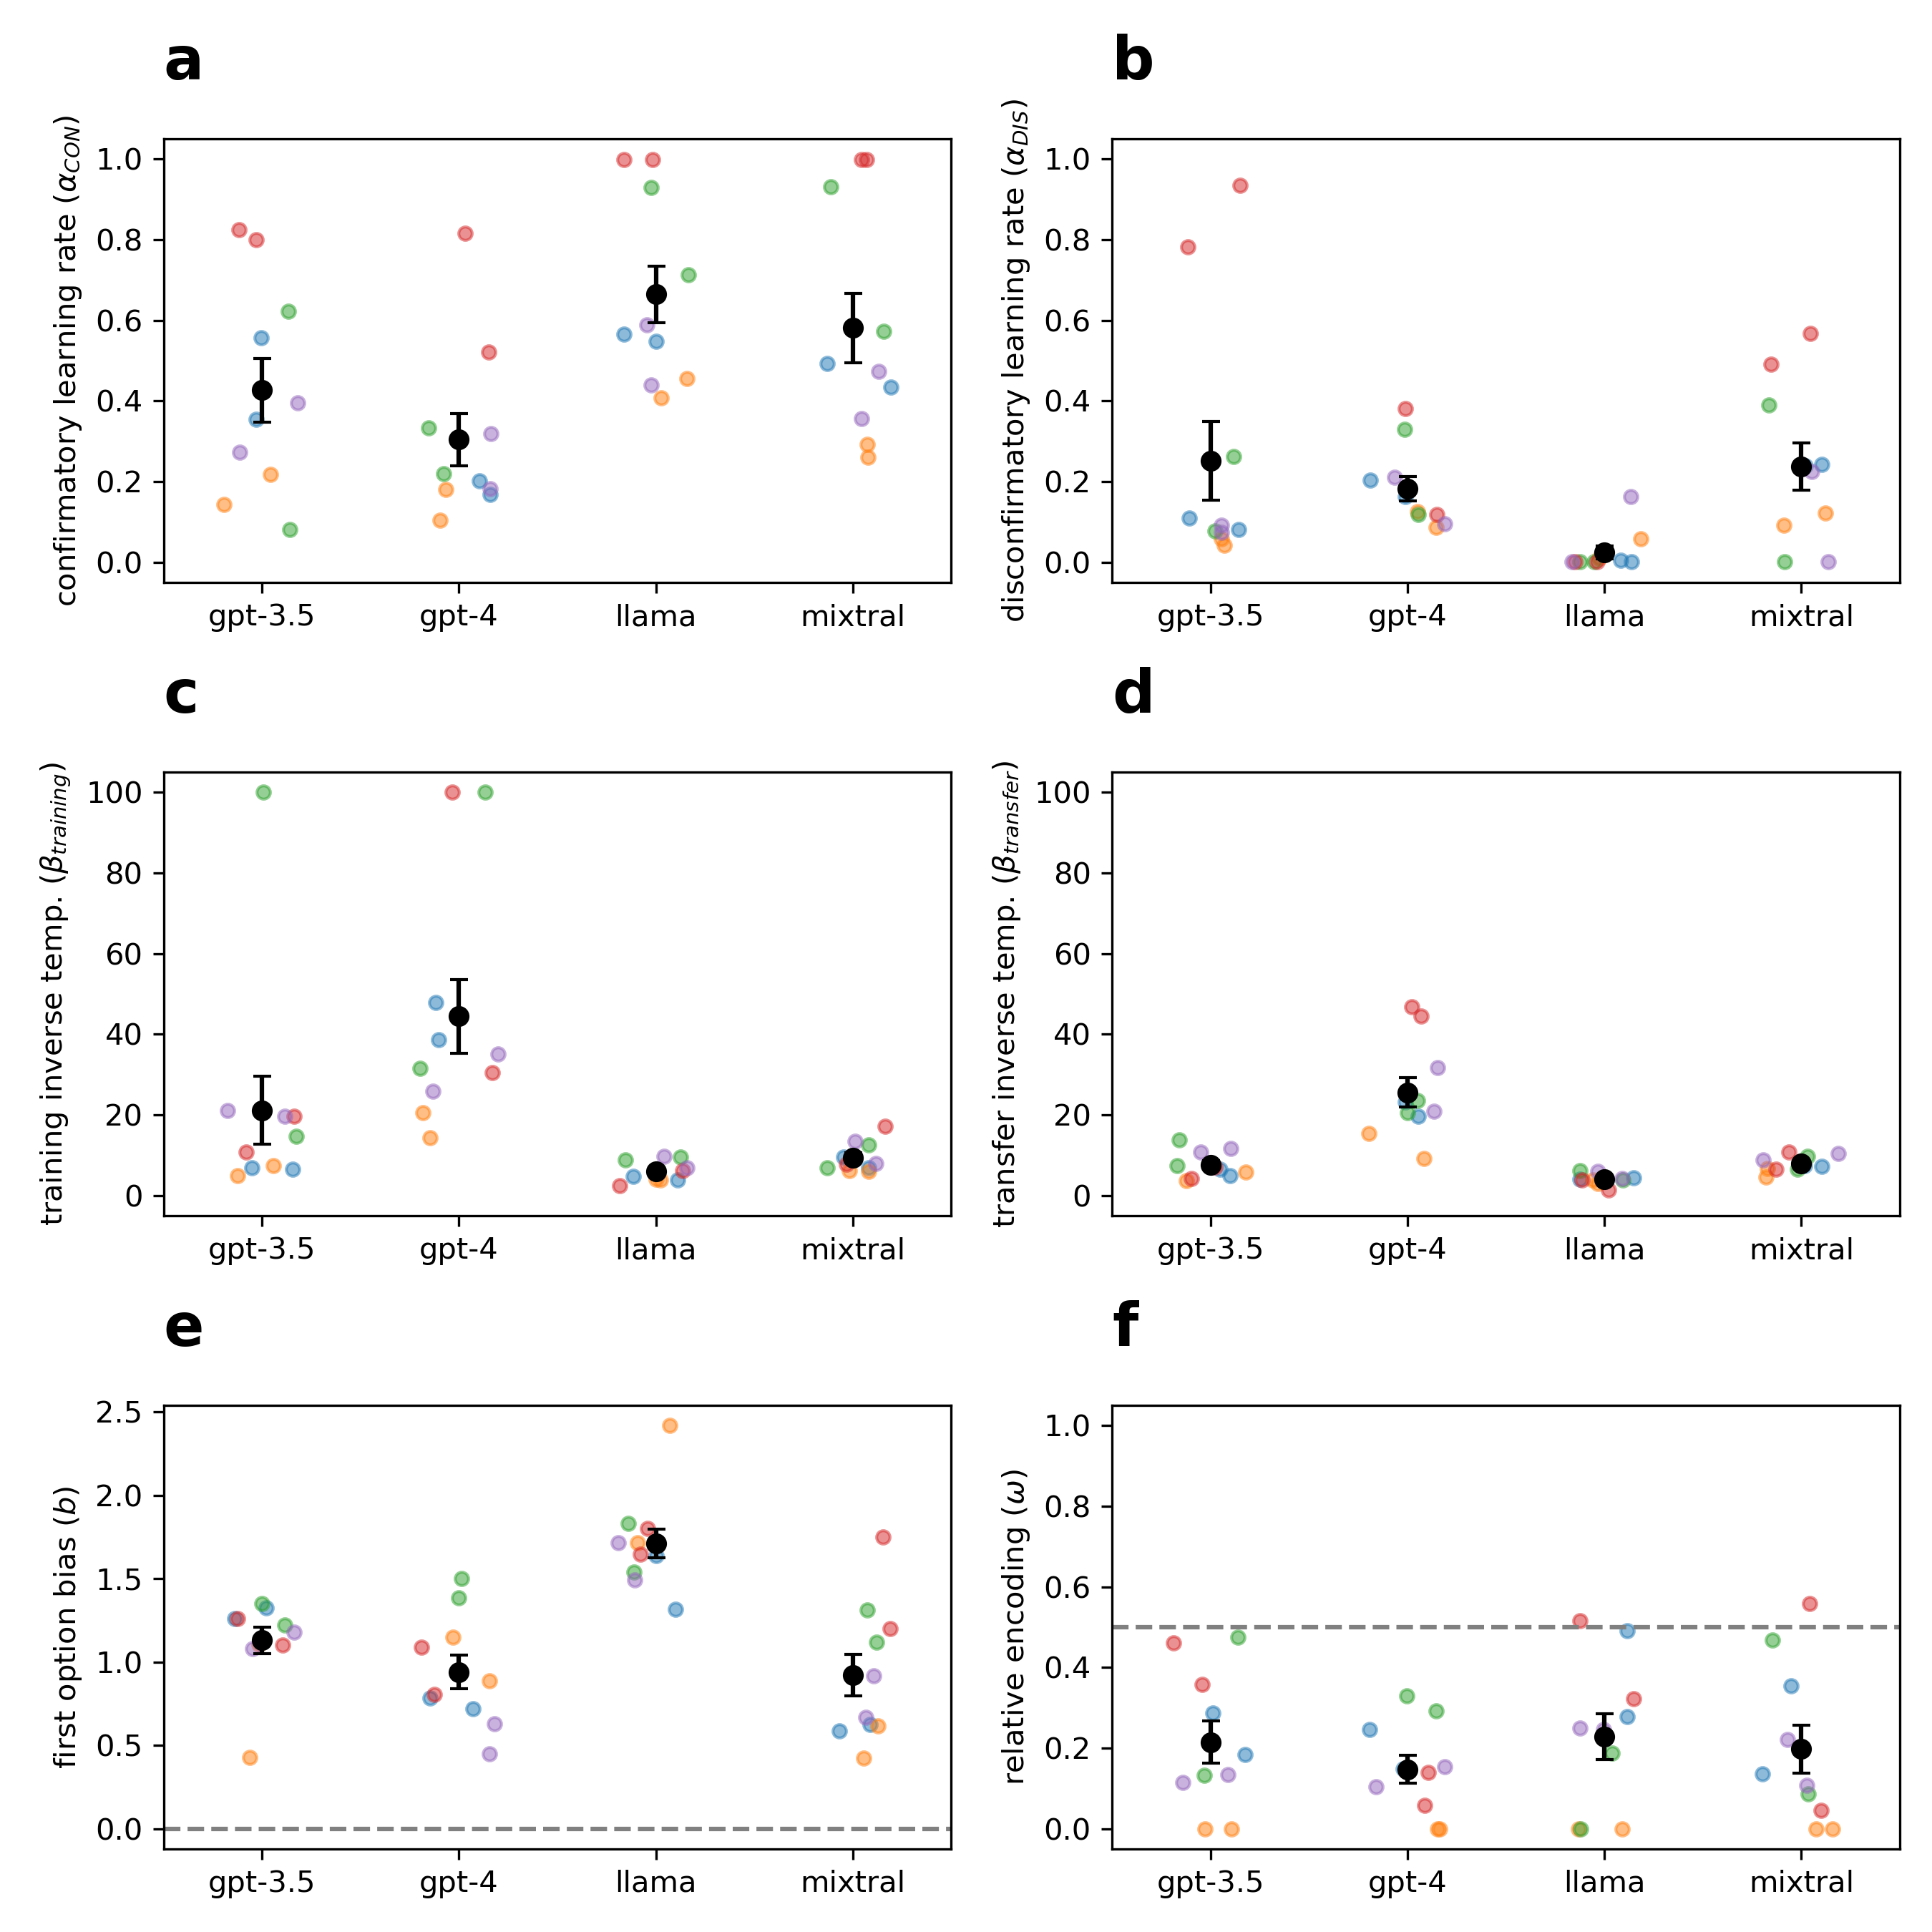 a
confirmatory learning rate (α_CON)
1.0
0.8
0.6
0.4
0.2
0.0
gpt-3.5 gpt-4 llama mixtral
b
disconfirmatory learning rate (α_DIS)
1.0
0.8
0.6
0.4
0.2
0.0
gpt-3.5 gpt-4 llama mixtral
c
training inverse temp. (β_training)
100
80
60
40
20
0
gpt-3.5 gpt-4 llama mixtral
d
transfer inverse temp. (β_transfer)
100
80
60
40
20
0
gpt-3.5 gpt-4 llama mixtral
e
first option bias (b)
2.5
2.0
1.5
1.0
0.5
0.0
gpt-3.5 gpt-4 llama mixtral
f
relative encoding (ω)
1.0
0.8
0.6
0.4
0.2
0.0
gpt-3.5 gpt-4 llama mixtral